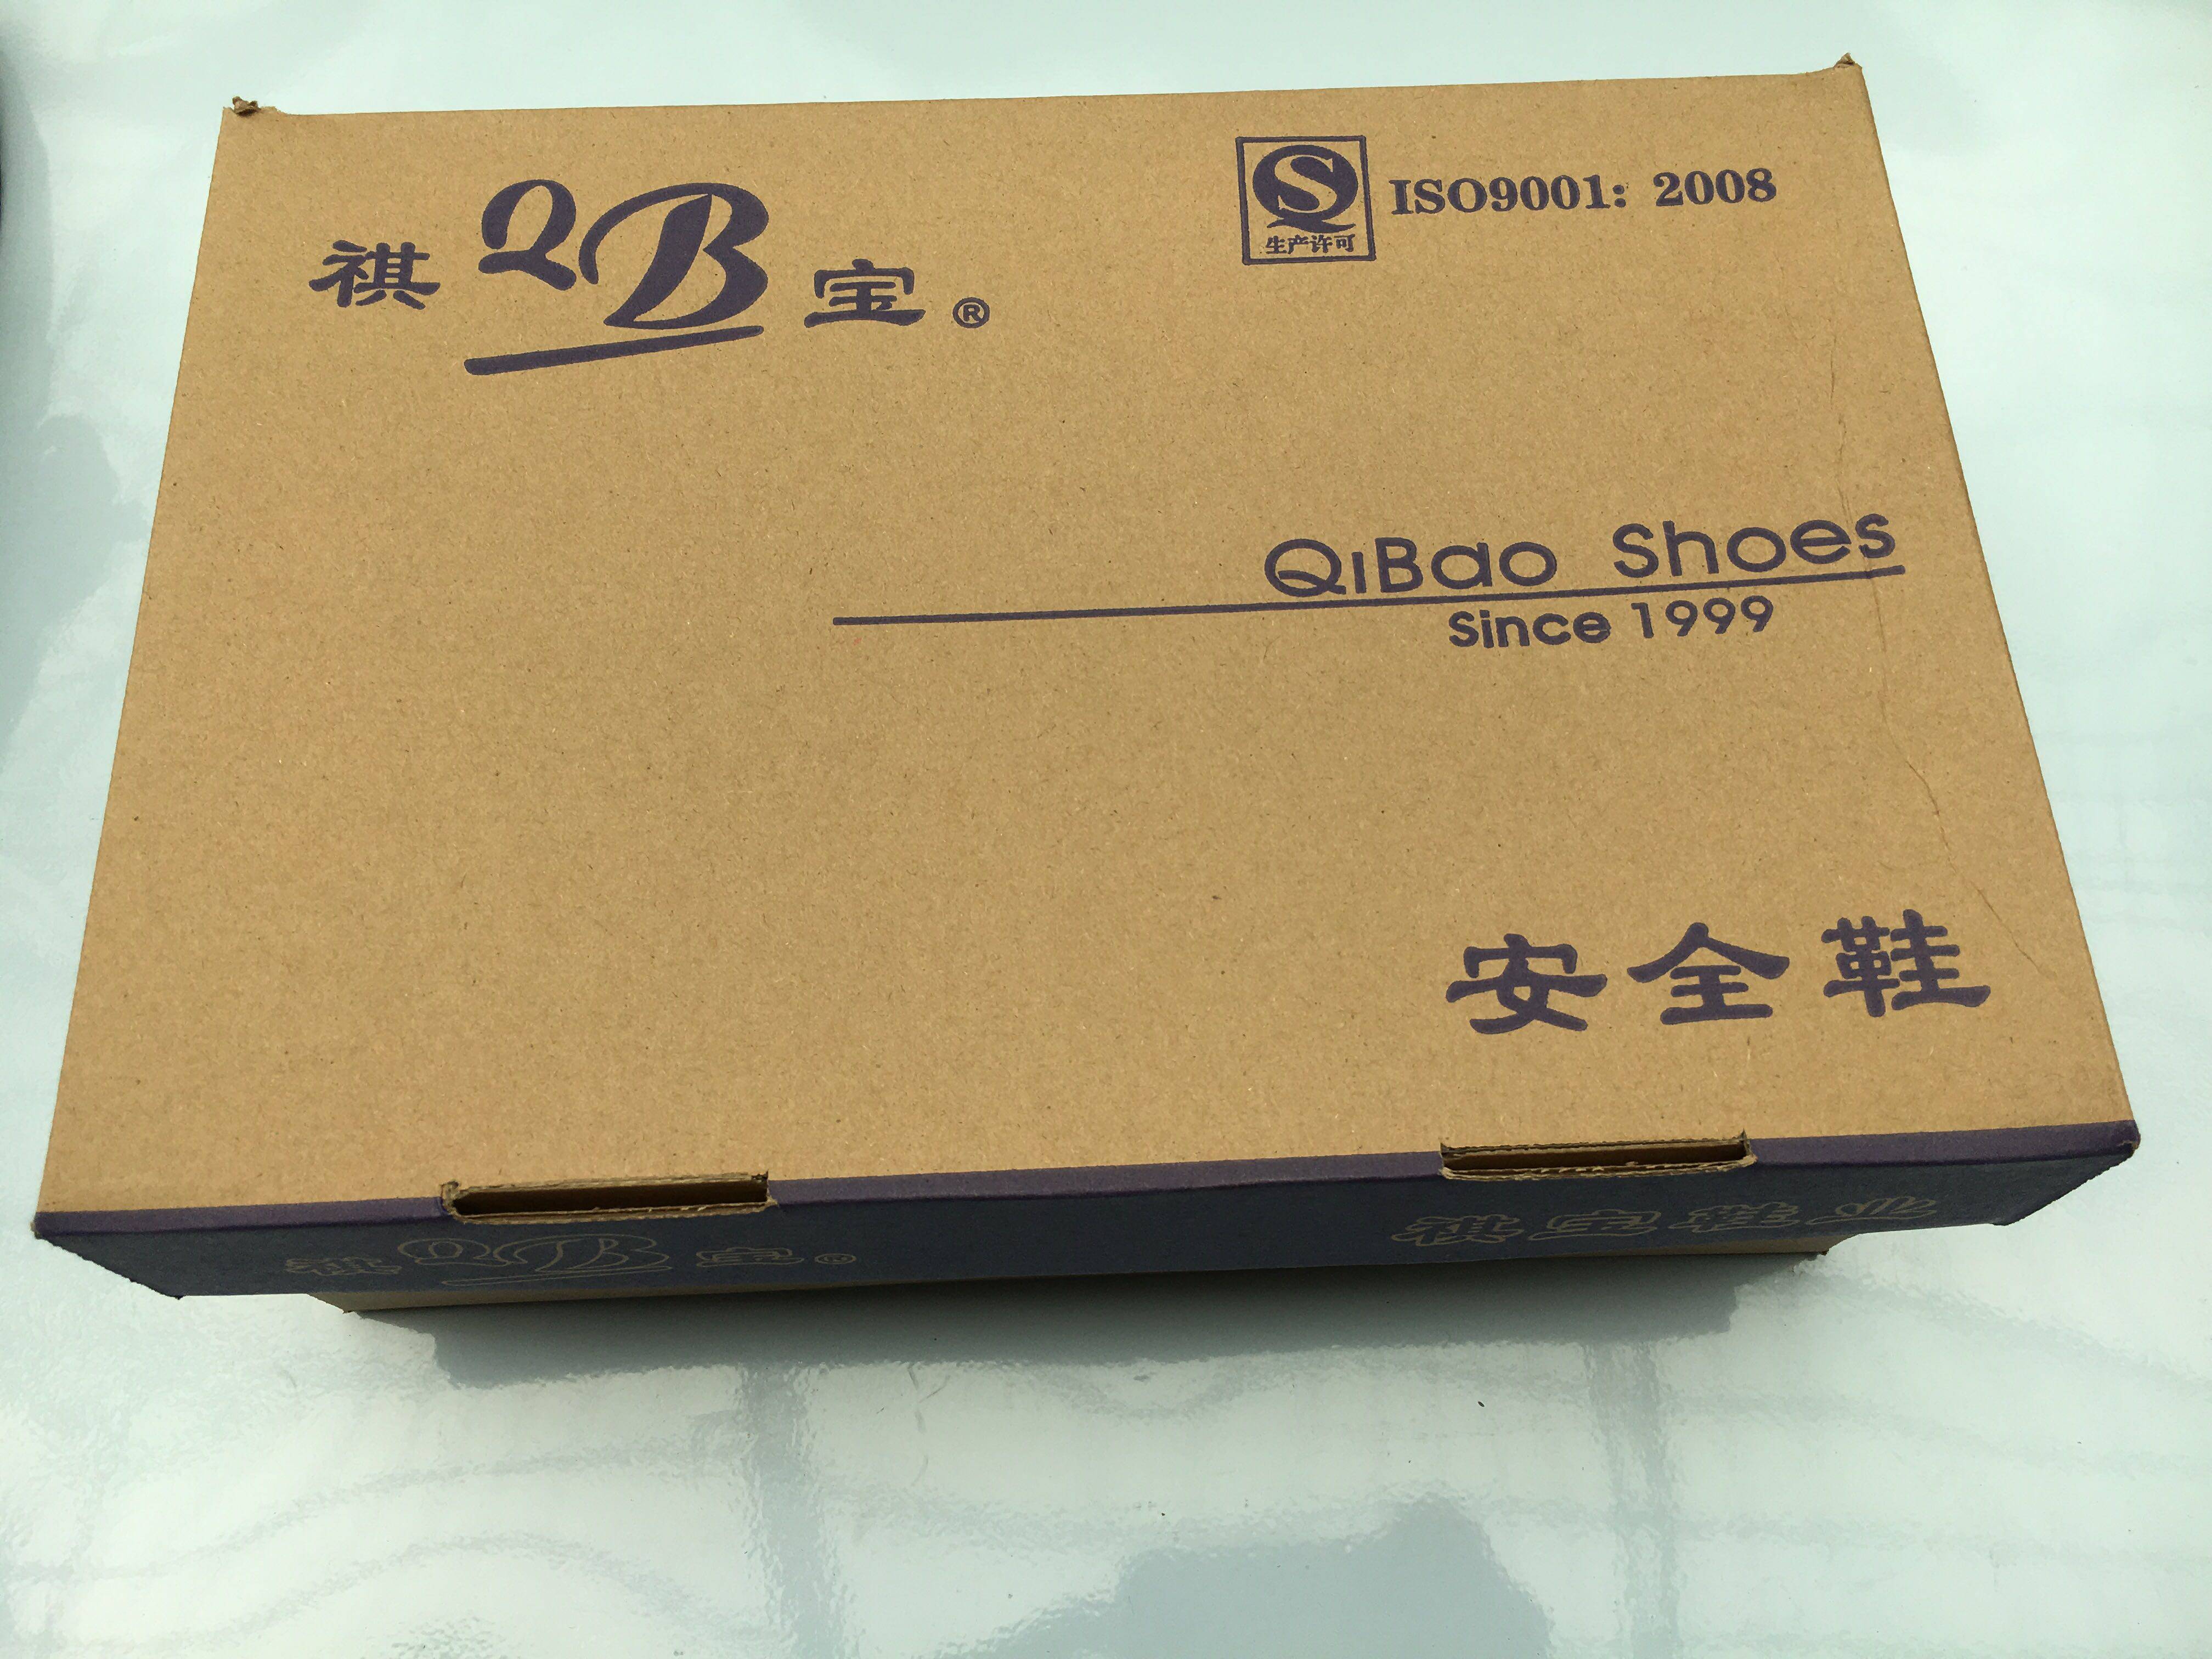 祺 QB 宝 ®
QS 生产许可 ISO9001: 2008
QiBao Shoes
Since 1999
安全鞋
祺 QB 宝 ®
祺宝鞋业